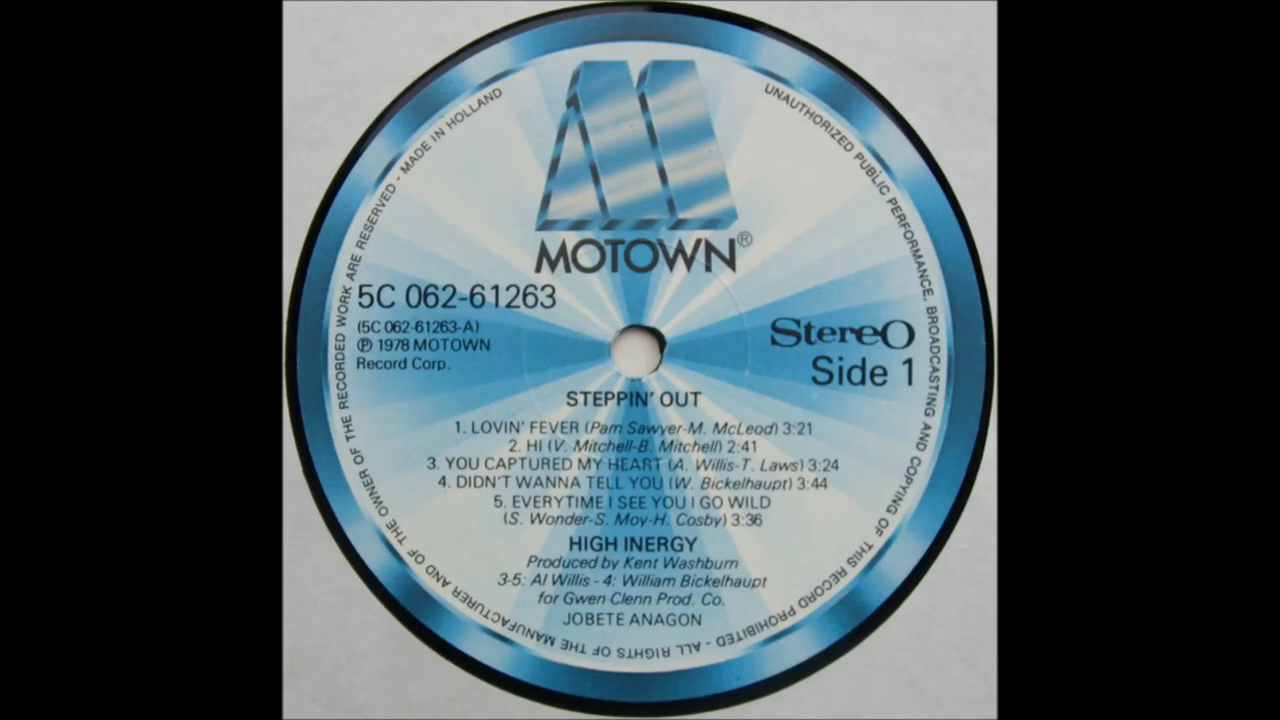 MOTOWN®
5C 062-61263
(5C 062-61263-A)
℗ 1978 MOTOWN
Record Corp.
Stereo
Side 1
STEPPIN' OUT
1. LOVIN' FEVER (Pam Sawyer-M. McLeod) 3:21
2. HI (V. Mitchell-B. Mitchell) 2:41
3. YOU CAPTURED MY HEART (A. Willis-T. Laws) 3:24
4. DIDN'T WANNA TELL YOU (W. Bickelhaupt) 3:44
5. EVERYTIME I SEE YOU I GO WILD
(S. Wonder-S. Moy-H. Cosby) 3:36
HIGH INERGY
Produced by Kent Washburn
3-5: Al Willis - 4: William Bickelhaupt
for Gwen Clenn Prod. Co.
JOBETE ANAGON
UNAUTHORIZED PUBLIC PERFORMANCE, BROADCASTING AND COPYING OF THIS RECORD PROHIBITED - ALL RIGHTS OF THE MANUFACTURER AND OF THE OWNER OF THE RECORDED WORK ARE RESERVED - MADE IN HOLLAND